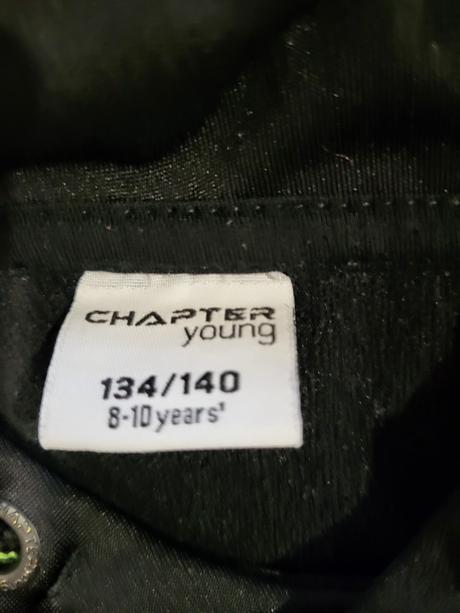 CHAPTER
young
134/140
8-10 years'